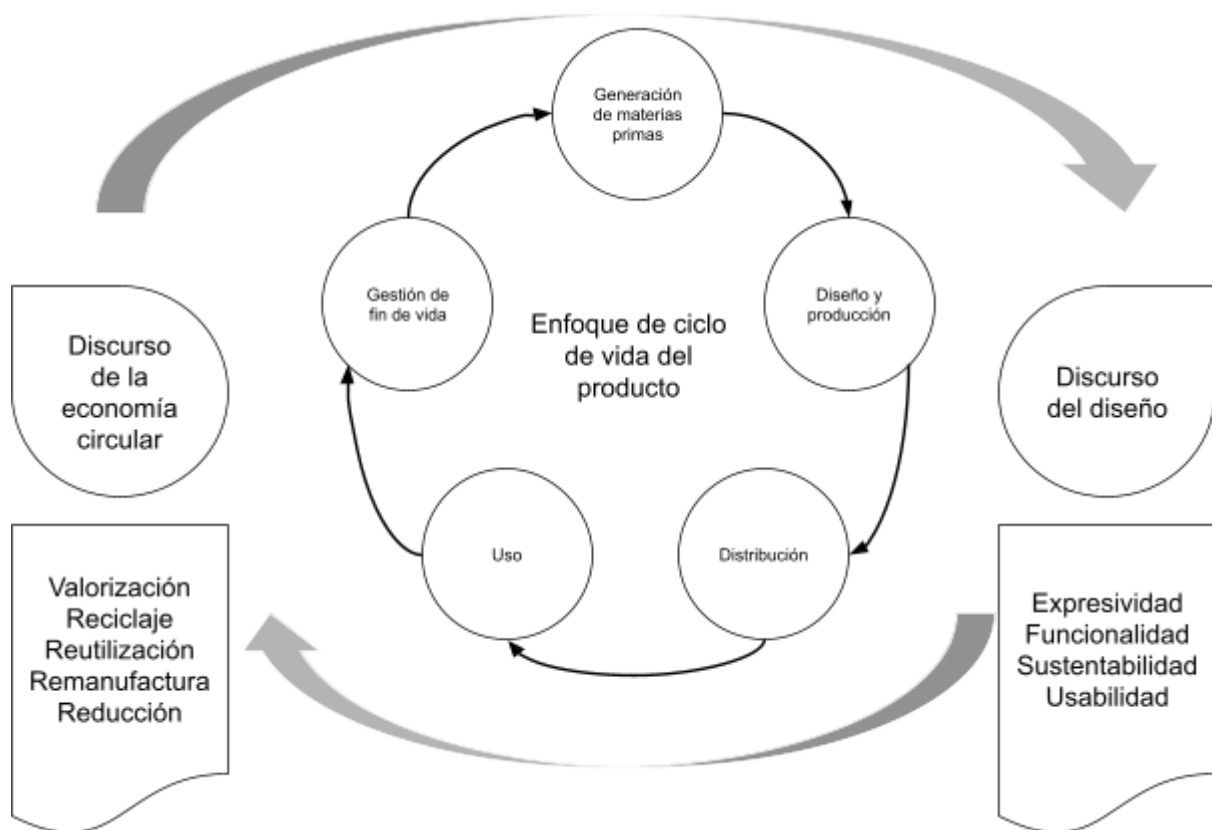 Generación
de materias
primas
Gestión de
fin de vida
Diseño y
producción
Enfoque de ciclo
de vida del
producto
Discurso
de la
economía
circular
Discurso
del diseño
Uso
Distribución
Valorización
Reciclaje
Reutilización
Remanufactura
Reducción
Expresividad
Funcionalidad
Sustentabilidad
Usabilidad